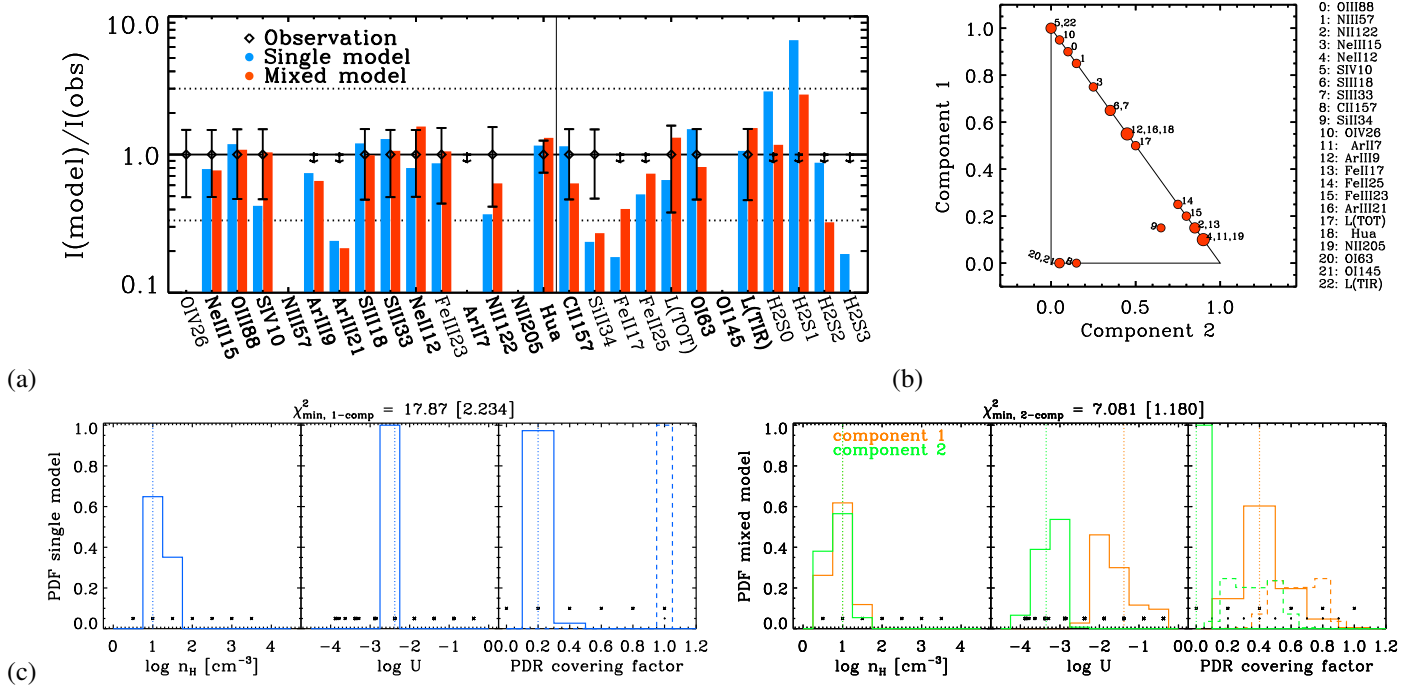 10.0
1.0
0.1
I(model)/I(obs)
Observation
Single model
Mixed model
OIV26
NeIII15
OIII88
SIV10
NIII57
ArIII9
ArIII21
SIII18
SIII33
NeII12
FeIII23
ArII7
NII122
NII205
Hua
CII157
SiII34
FeII17
FeII25
L(TOT)
OI63
OI145
L(TIR)
H2S0
H2S1
H2S2
H2S3
(a)
1.0
0.8
0.6
0.4
0.2
0.0
Component 1
5,22
10
0
1
3
6,7
12,16,18
17
14
15
2,13
4,11,19
9
20,21
8
0.0 0.2 0.4 0.6 0.8 1.0
Component 2
0: OIII88
1: NIII57
2: NII122
3: NeIII15
4: NeII12
5: SIV10
6: SIII18
7: SIII33
8: CII157
9: SiII34
10: OIV26
11: ArII7
12: ArIII9
13: FeII17
14: FeII25
15: FeIII23
16: ArIII21
17: L(TOT)
18: Hua
19: NII205
20: OI63
21: OI145
22: L(TIR)
(b)
χ²min, 1-comp = 17.87 [2.234]
1.0
0.8
0.6
0.4
0.2
0.0
PDF single model
0 1 2 3 4
log nH [cm⁻³]
−4 −3 −2 −1
log U
0.0 0.2 0.4 0.6 0.8 1.0 1.2
PDR covering factor
χ²min, 2-comp = 7.081 [1.180]
component 1
component 2
1.0
0.8
0.6
0.4
0.2
0.0
PDF mixed model
0 1 2 3 4
log nH [cm⁻³]
−4 −3 −2 −1
log U
0.0 0.2 0.4 0.6 0.8 1.0 1.2
PDR covering factor
(c)